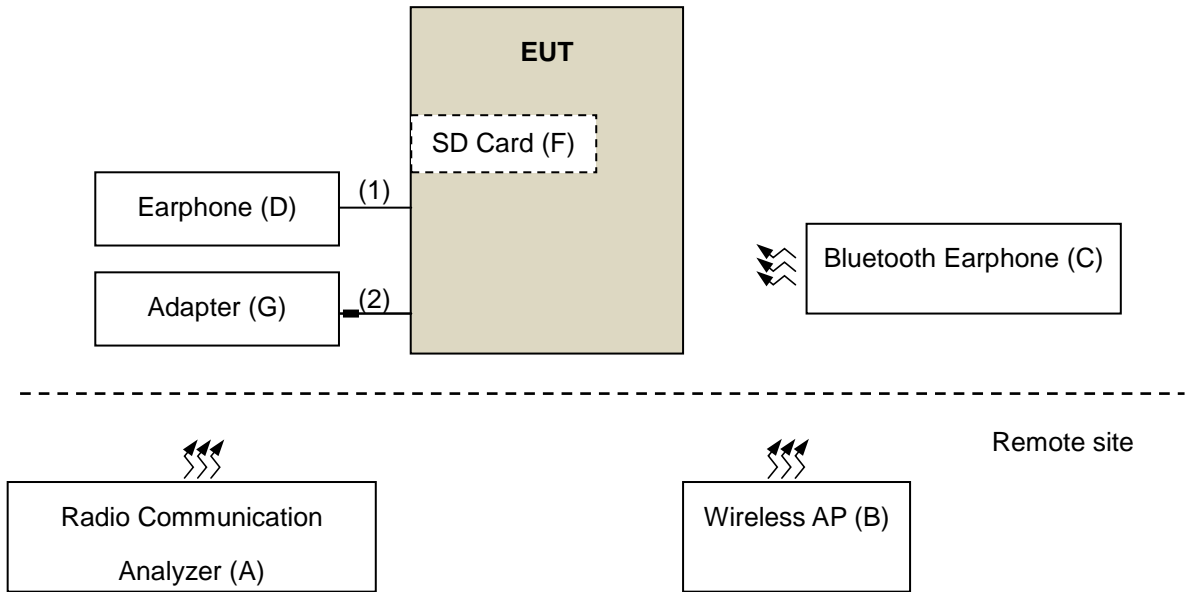 EUT
SD Card (F)
Earphone (D)
(1)
Bluetooth Earphone (C)
Adapter (G)
(2)
Remote site
Radio Communication
Analyzer (A)
Wireless AP (B)